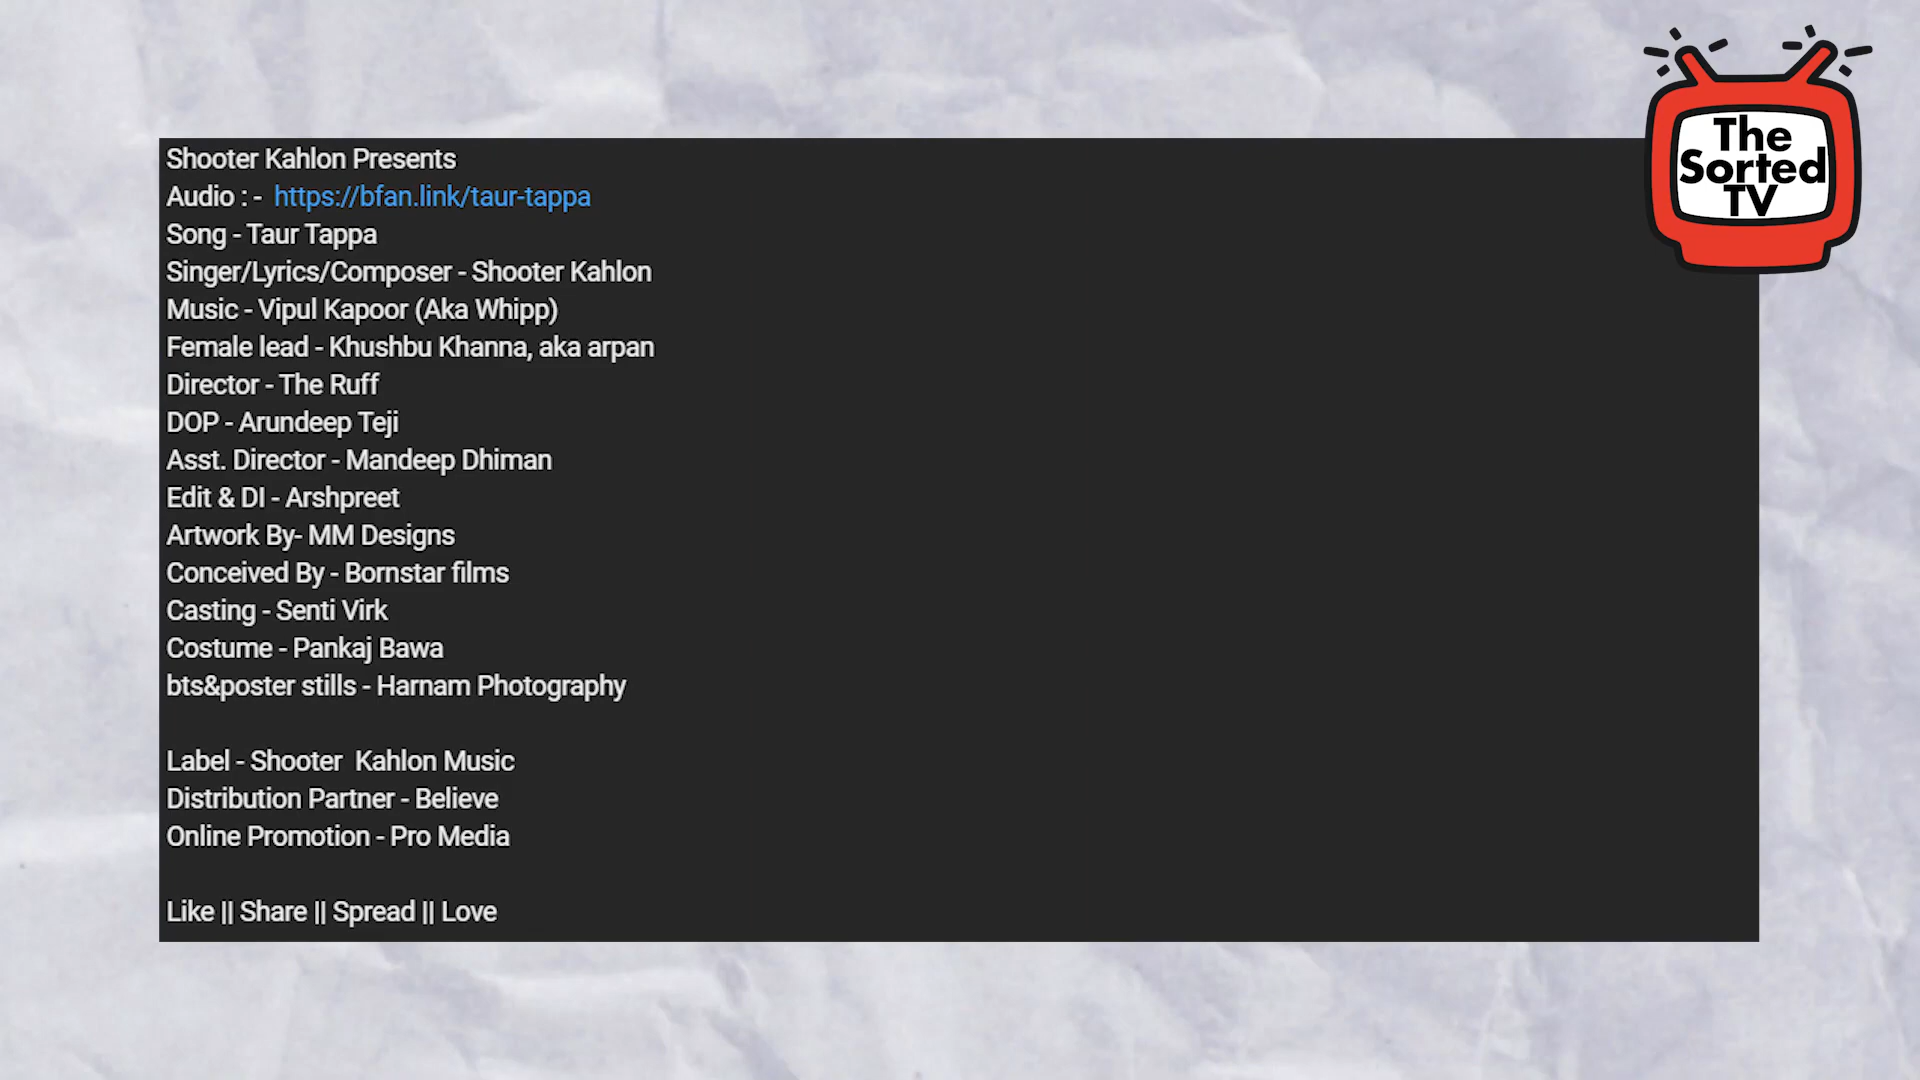 Shooter Kahlon Presents
Audio : -  https://bfan.link/taur-tappa
Song - Taur Tappa
Singer/Lyrics/Composer - Shooter Kahlon
Music - Vipul Kapoor (Aka Whipp)
Female lead - Khushbu Khanna, aka arpan
Director - The Ruff
DOP - Arundeep Teji
Asst. Director - Mandeep Dhiman
Edit & DI - Arshpreet
Artwork By- MM Designs
Conceived By - Bornstar films
Casting - Senti Virk
Costume - Pankaj Bawa
bts&poster stills - Harnam Photography
Label - Shooter  Kahlon Music
Distribution Partner - Believe
Online Promotion - Pro Media
Like || Share || Spread || Love
The
Sorted
TV